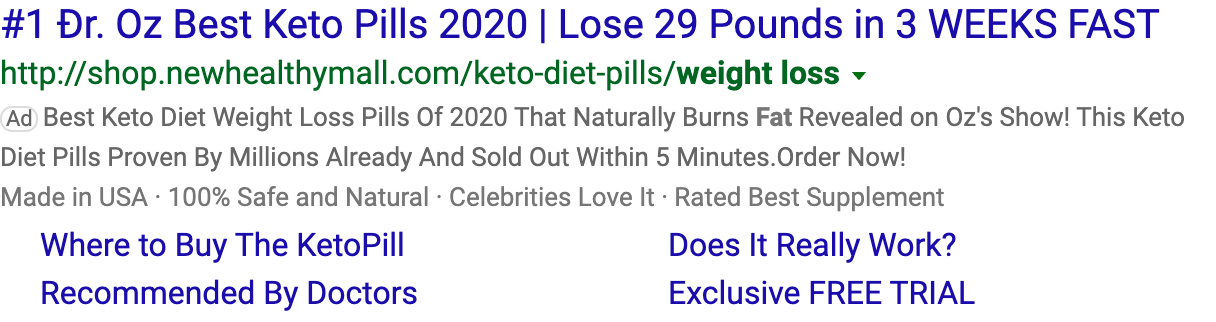 #1 Đr. Oz Best Keto Pills 2020 | Lose 29 Pounds in 3 WEEKS FAST
http://shop.newhealthymall.com/keto-diet-pills/weight loss
Ad Best Keto Diet Weight Loss Pills Of 2020 That Naturally Burns Fat Revealed on Oz's Show! This Keto
Diet Pills Proven By Millions Already And Sold Out Within 5 Minutes.Order Now!
Made in USA · 100% Safe and Natural · Celebrities Love It · Rated Best Supplement
Where to Buy The KetoPill
Does It Really Work?
Recommended By Doctors
Exclusive FREE TRIAL